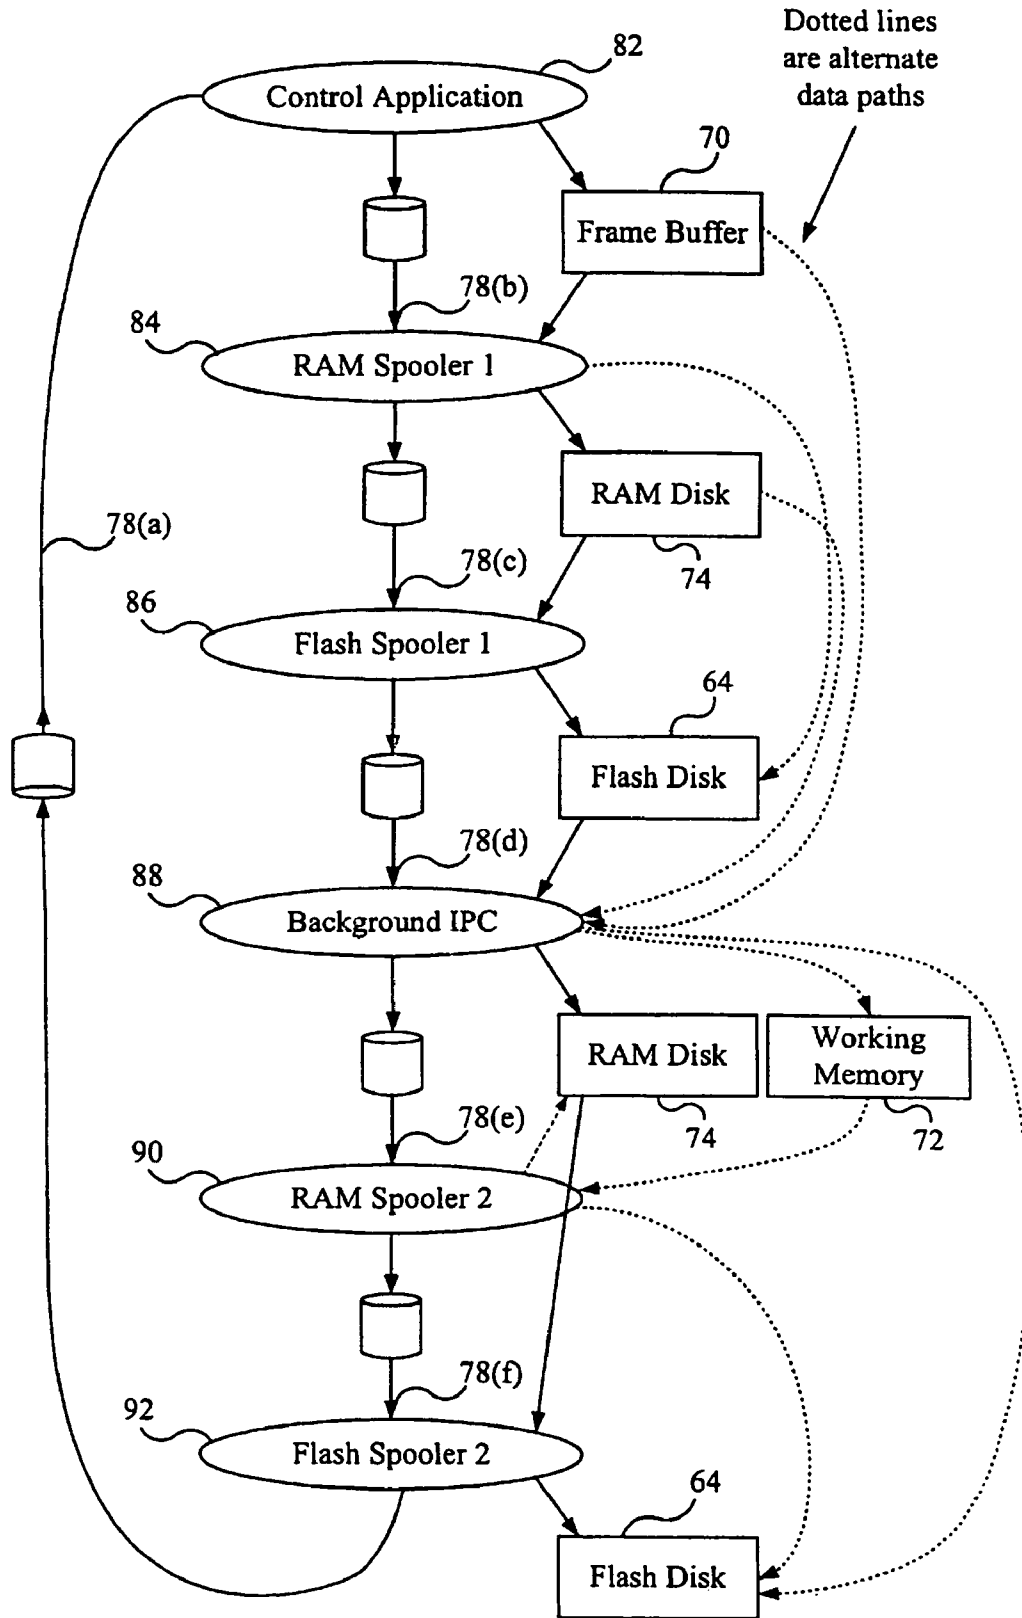 Dotted lines
are alternate
data paths
82
Control Application
70
Frame Buffer
78(b)
84
RAM Spooler 1
RAM Disk
78(a)
74
78(c)
86
Flash Spooler 1
64
Flash Disk
78(d)
88
Background IPC
RAM Disk
Working
Memory
74
72
78(e)
90
RAM Spooler 2
78(f)
92
Flash Spooler 2
64
Flash Disk